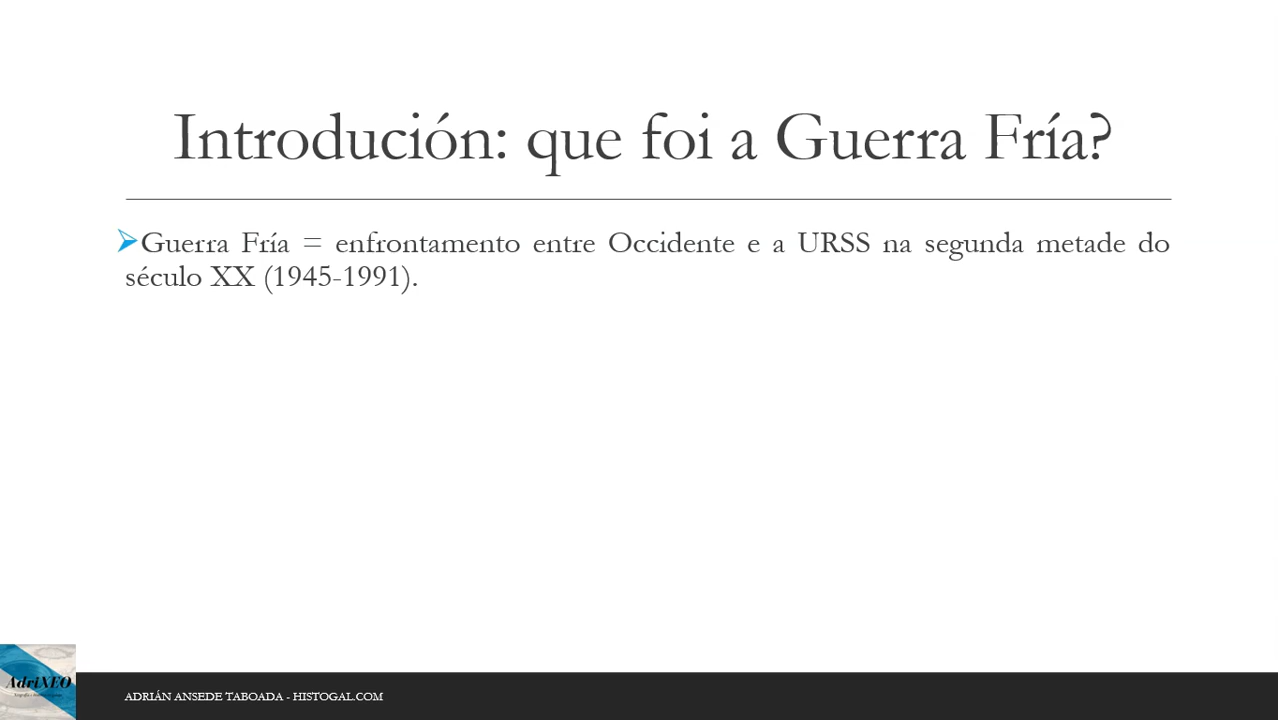 Introdución: que foi a Guerra Fría?
Guerra Fría = enfrontamento entre Occidente e a URSS na segunda metade do
século XX (1945-1991).
AdriXEO
ADRIÁN ANSEDE TABOADA - HISTOGAL.COM